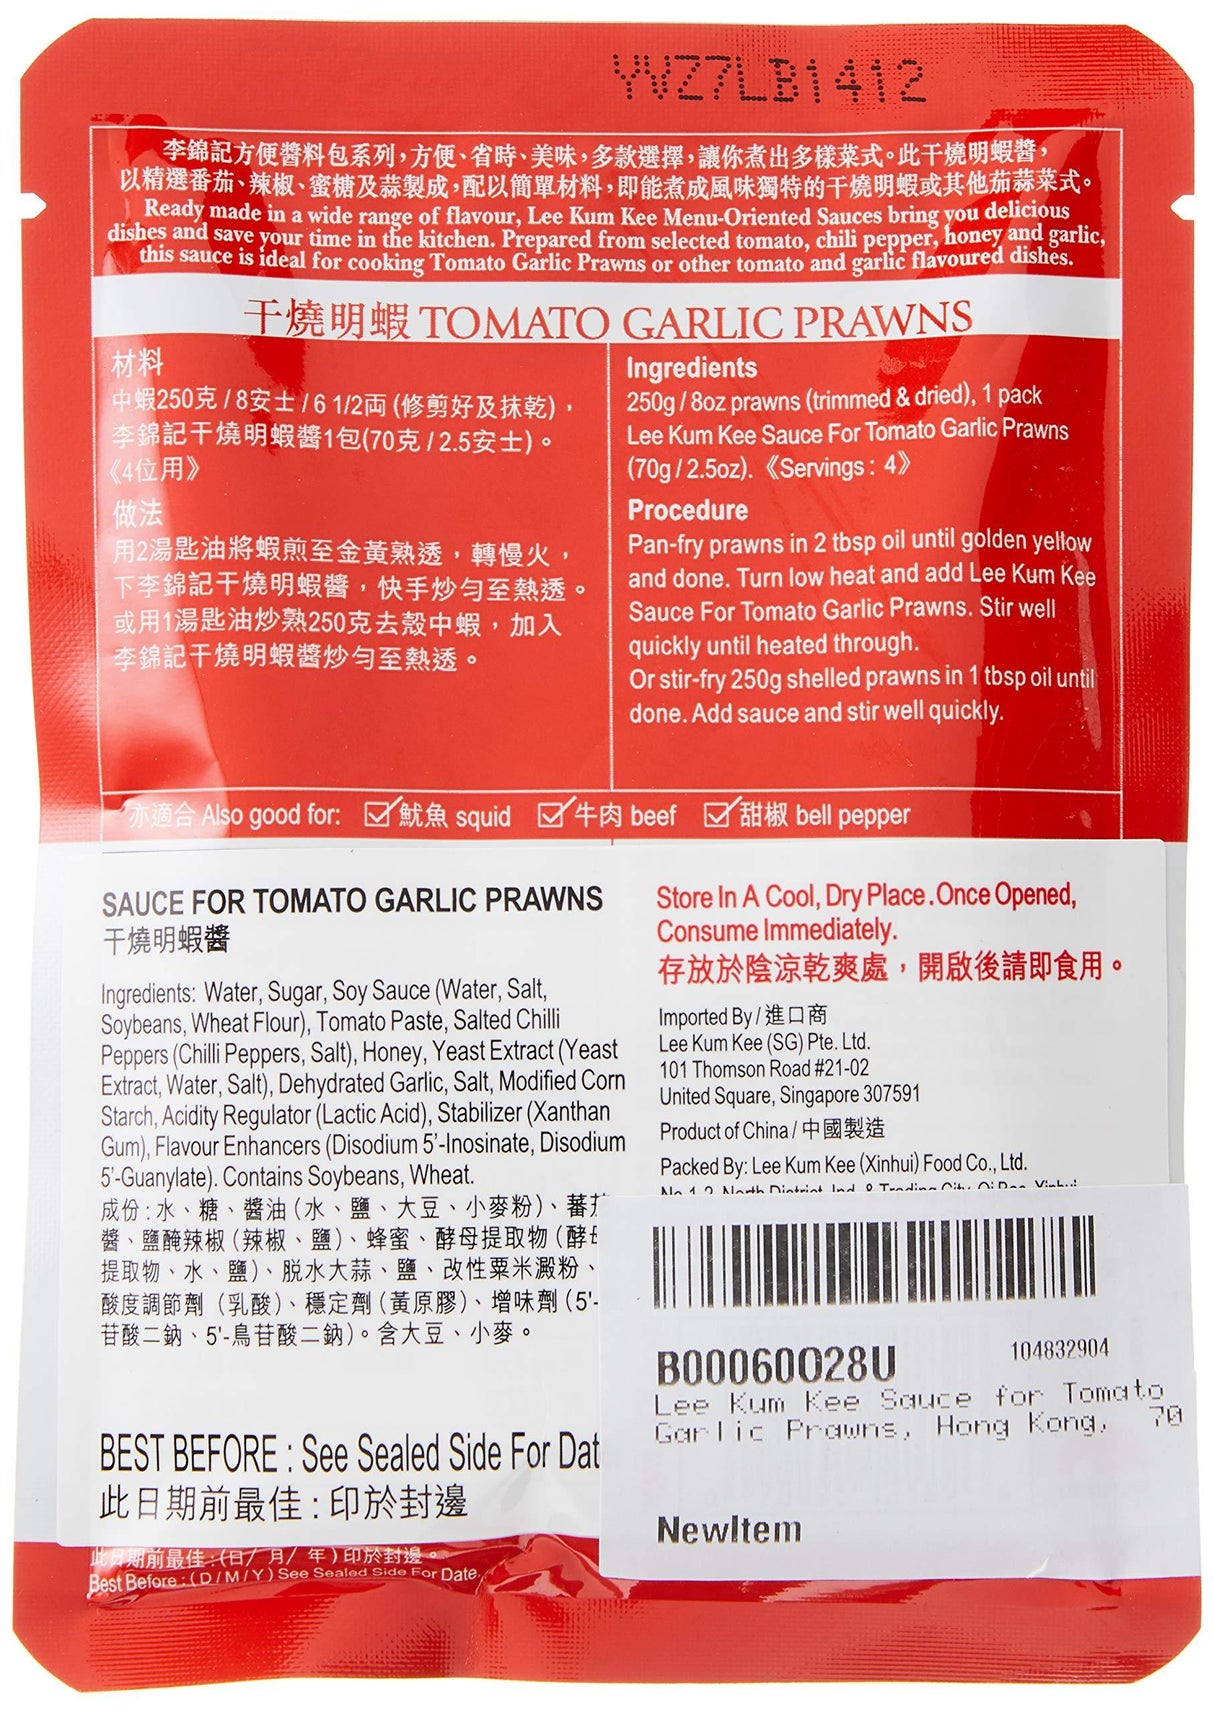 YVZ7LB1412
李錦記方便醬料包系列,方便、省時、美味,多款選擇,讓你煮出多樣菜式。此干燒明蝦醬,
以精選番茄、辣椒、蜜糖及蒜製成,配以簡單材料,即能煮成風味獨特的干燒明蝦或其他茄蒜菜式。
Ready made in a wide range of flavour, Lee Kum Kee Menu-Oriented Sauces bring you delicious
dishes and save your time in the kitchen. Prepared from selected tomato, chili pepper, honey and garlic,
this sauce is ideal for cooking Tomato Garlic Prawns or other tomato and garlic flavoured dishes.
干燒明蝦 TOMATO GARLIC PRAWNS
材料
中蝦250克 / 8安士 / 6 1/2両 (修剪好及抹乾),
李錦記干燒明蝦醬1包(70克 / 2.5安士)。
《4位用》
做法
用2湯匙油將蝦煎至金黃熟透,轉慢火,
下李錦記干燒明蝦醬,快手炒勻至熱透。
或用1湯匙油炒熟250克去殼中蝦,加入
李錦記干燒明蝦醬炒勻至熱透。
Ingredients
250g / 8oz prawns (trimmed & dried), 1 pack
Lee Kum Kee Sauce For Tomato Garlic Prawns
(70g / 2.5oz). 《Servings : 4》
Procedure
Pan-fry prawns in 2 tbsp oil until golden yellow
and done. Turn low heat and add Lee Kum Kee
Sauce For Tomato Garlic Prawns. Stir well
quickly until heated through.
Or stir-fry 250g shelled prawns in 1 tbsp oil until
done. Add sauce and stir well quickly.
亦適合 Also good for: ☑魷魚 squid ☑牛肉 beef ☑甜椒 bell pepper
SAUCE FOR TOMATO GARLIC PRAWNS
干燒明蝦醬
Ingredients: Water, Sugar, Soy Sauce (Water, Salt,
Soybeans, Wheat Flour), Tomato Paste, Salted Chilli
Peppers (Chilli Peppers, Salt), Honey, Yeast Extract (Yeast
Extract, Water, Salt), Dehydrated Garlic, Salt, Modified Corn
Starch, Acidity Regulator (Lactic Acid), Stabilizer (Xanthan
Gum), Flavour Enhancers (Disodium 5'-Inosinate, Disodium
5'-Guanylate). Contains Soybeans, Wheat.
成份:水、糖、醬油(水、鹽、大豆、小麥粉)、蕃茄
醬、鹽醃辣椒(辣椒、鹽)、蜂蜜、酵母提取物(酵母
提取物、水、鹽)、脫水大蒜、鹽、改性粟米澱粉、
酸度調節劑(乳酸)、穩定劑(黃原膠)、增味劑(5'-
苷酸二鈉、5'-鳥苷酸二鈉)。含大豆、小麥。
BEST BEFORE : See Sealed Side For Dat
此日期前最佳:印於封邊
此日期前最佳:(日/ 月/ 年)印於封邊。
Best Before : (D/M/Y) See Sealed Side For Date.
Store In A Cool, Dry Place.Once Opened,
Consume Immediately.
存放於陰涼乾爽處,開啟後請即食用。
Imported By / 進口商
Lee Kum Kee (SG) Pte. Ltd.
101 Thomson Road #21-02
United Square, Singapore 307591
Product of China / 中國製造
Packed By: Lee Kum Kee (Xinhui) Food Co., Ltd.
No.1-2, North District, Ind. & Trading City, Qi Bao, Xinhui
B00060O28U 104832904
Lee Kum Kee Sauce for Tomato
Garlic Prawns, Hong Kong, 70
NewItem